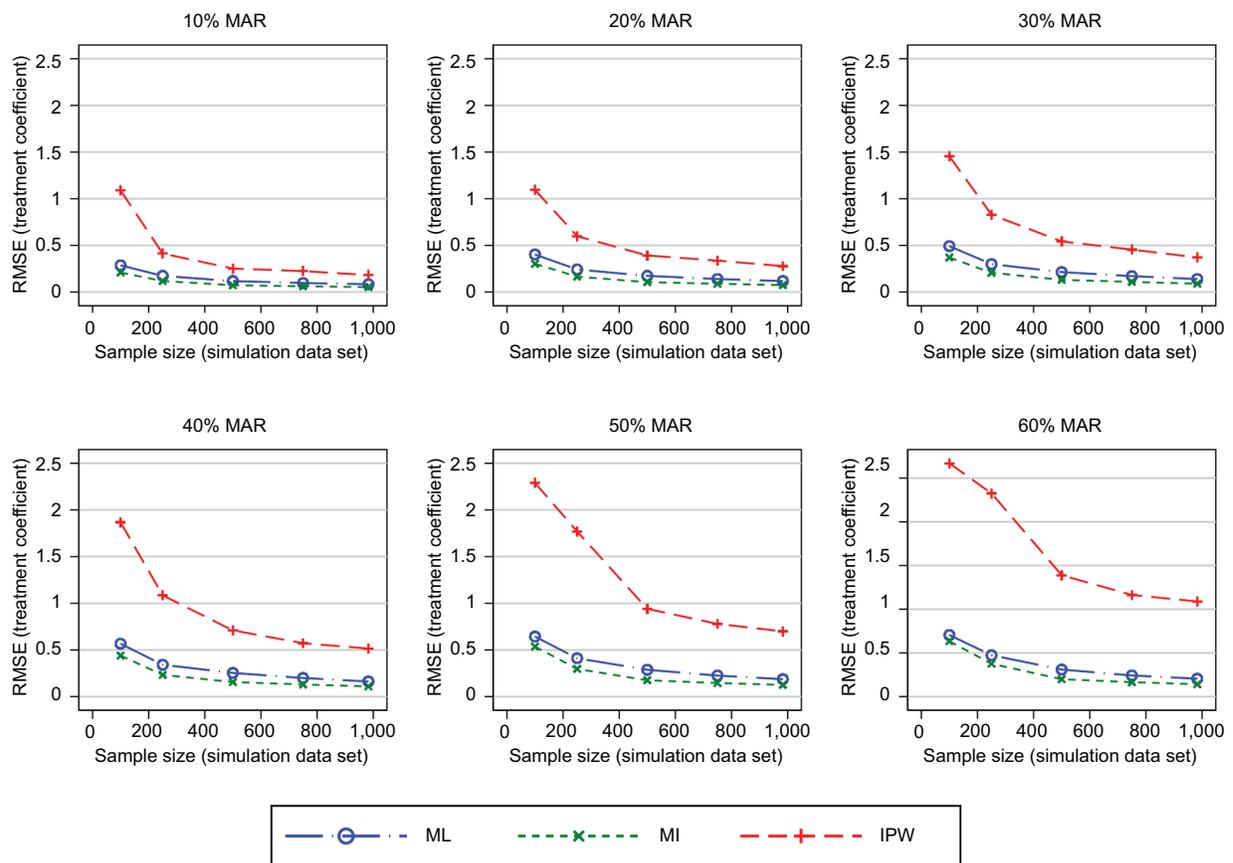 10% MAR
RMSE (treatment coefficient)
2.5
2
1.5
1
0.5
0
0 200 400 600 800 1,000
Sample size (simulation data set)
20% MAR
RMSE (treatment coefficient)
2.5
2
1.5
1
0.5
0
0 200 400 600 800 1,000
Sample size (simulation data set)
30% MAR
RMSE (treatment coefficient)
2.5
2
1.5
1
0.5
0
0 200 400 600 800 1,000
Sample size (simulation data set)
40% MAR
RMSE (treatment coefficient)
2.5
2
1.5
1
0.5
0
0 200 400 600 800 1,000
Sample size (simulation data set)
50% MAR
RMSE (treatment coefficient)
2.5
2
1.5
1
0.5
0
0 200 400 600 800 1,000
Sample size (simulation data set)
60% MAR
RMSE (treatment coefficient)
2.5
2
1.5
1
0.5
0
0 200 400 600 800 1,000
Sample size (simulation data set)
ML MI IPW